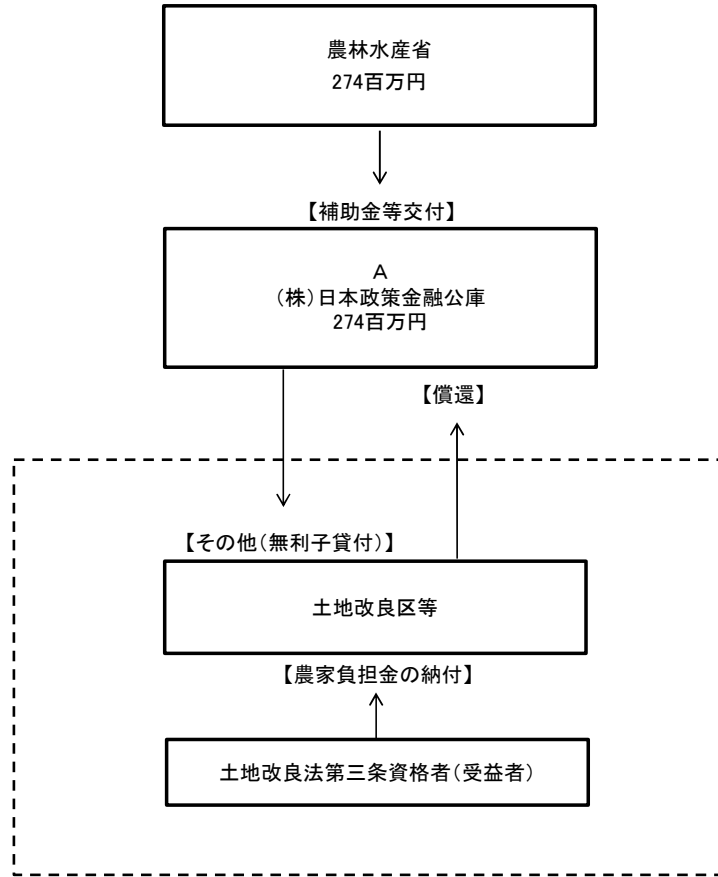 農林水産省
274百万円
【補助金等交付】
A
(株)日本政策金融公庫
274百万円
【償還】
【その他(無利子貸付)】
土地改良区等
【農家負担金の納付】
土地改良法第三条資格者(受益者)